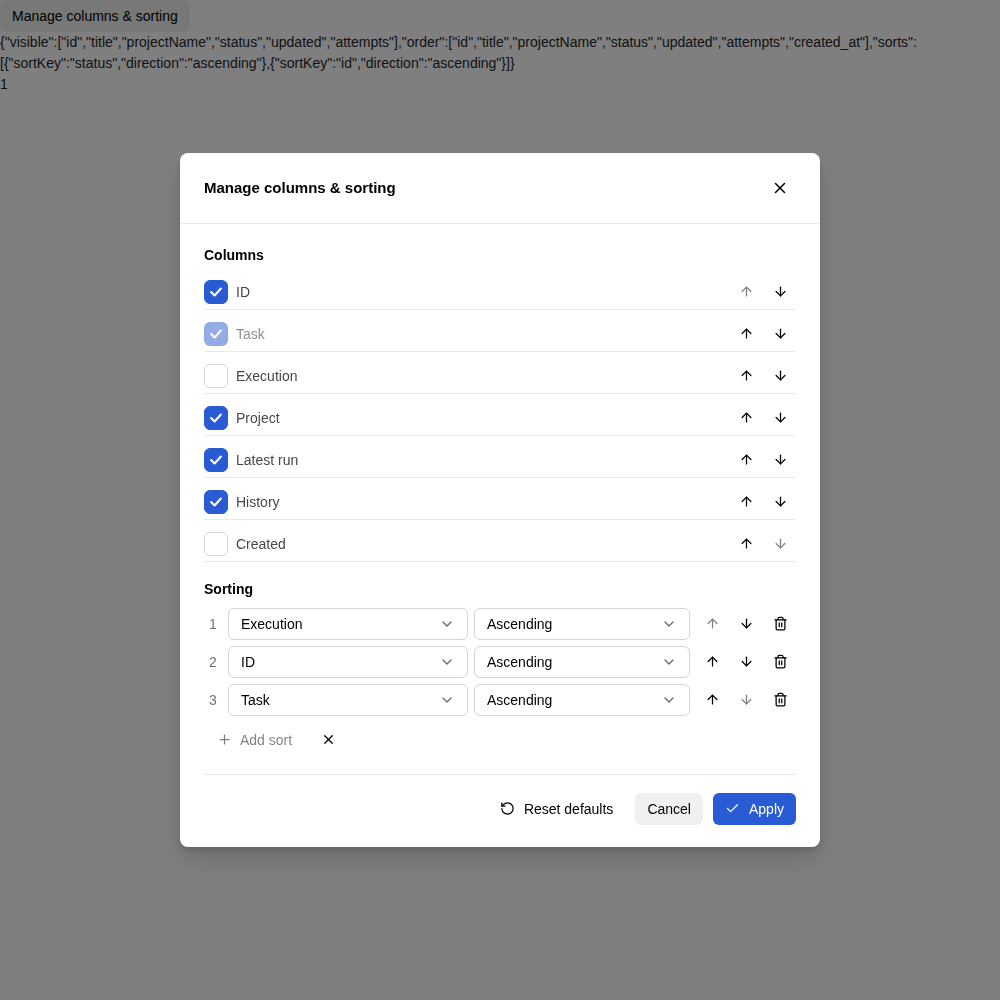 Manage columns & sorting
{"visible":["id","title","projectName","status","updated","attempts"],"order":["id","title","projectName","status","updated","attempts","created_at"],"sorts":
[{"sortKey":"status","direction":"ascending"},{"sortKey":"id","direction":"ascending"}]}
1
Manage columns & sorting
Columns
ID
Task
Execution
Project
Latest run
History
Created
Sorting
1 Execution Ascending
2 ID Ascending
3 Task Ascending
Add sort
Reset defaults Cancel Apply